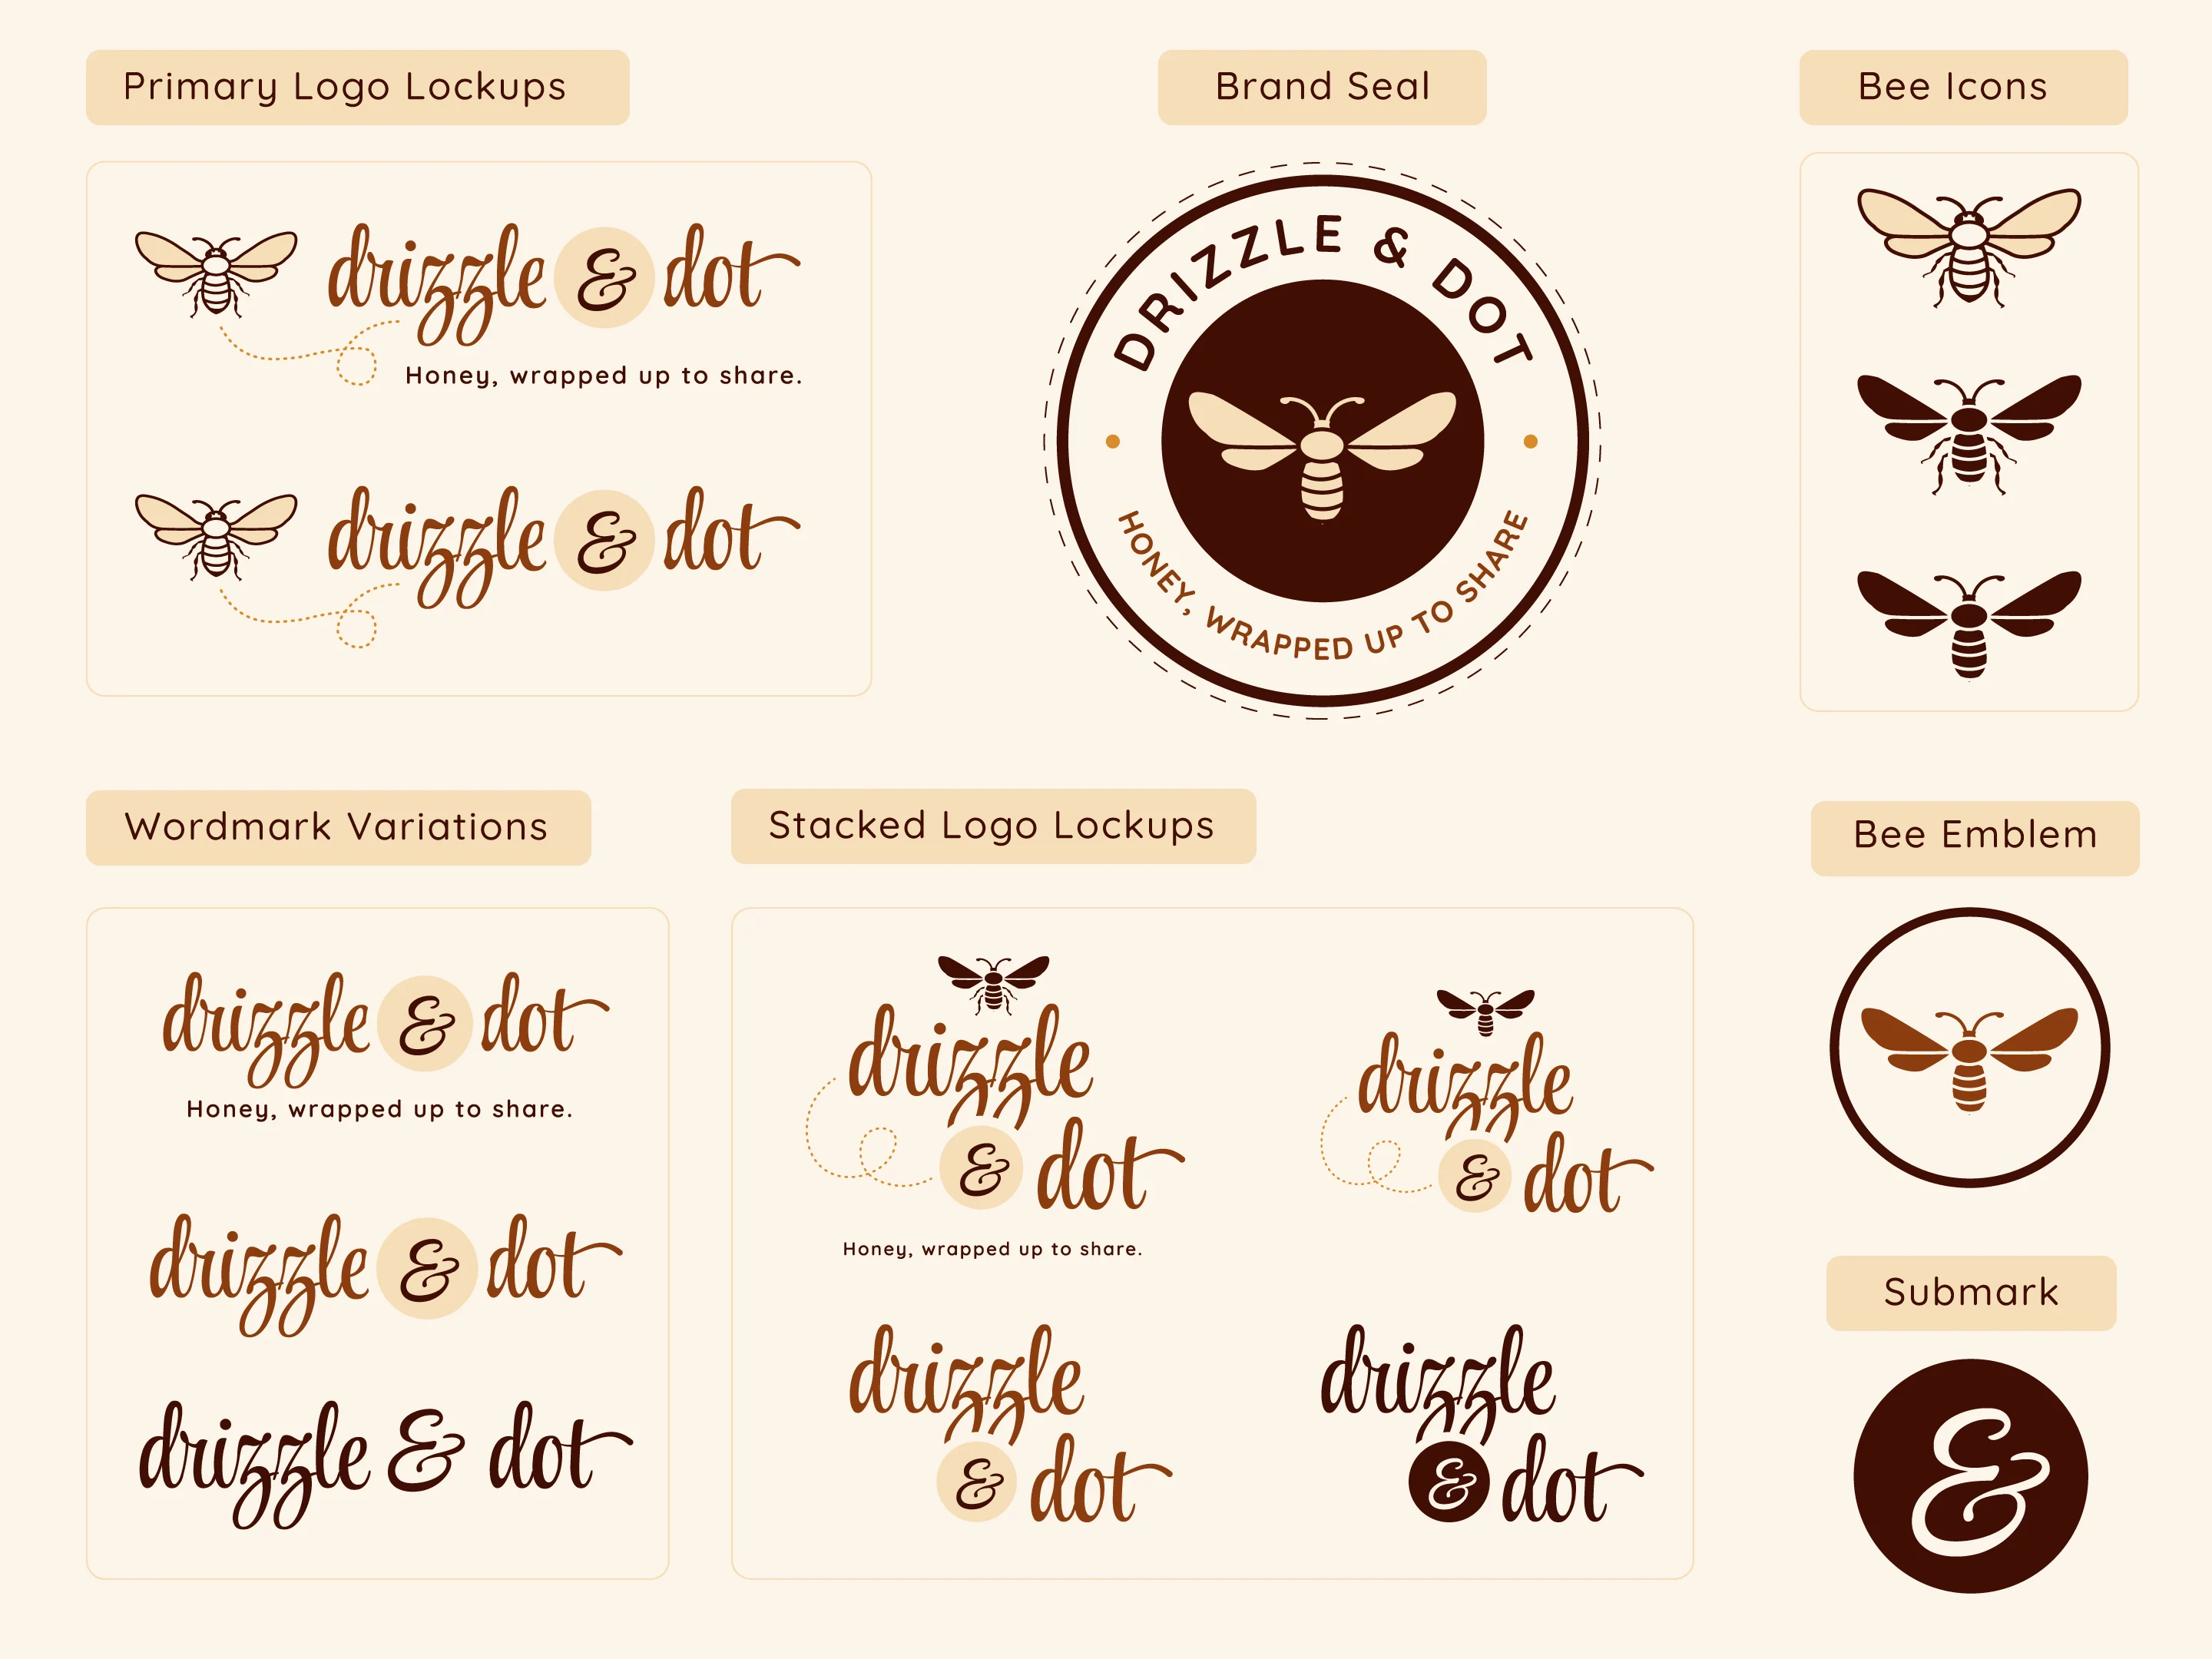 Primary Logo Lockups
drizzle & dot
Honey, wrapped up to share.
drizzle & dot
Brand Seal
DRIZZLE & DOT
HONEY, WRAPPED UP TO SHARE
Bee Icons
Wordmark Variations
drizzle & dot
Honey, wrapped up to share.
drizzle & dot
drizzle & dot
Stacked Logo Lockups
drizzle
& dot
Honey, wrapped up to share.
drizzle
& dot
drizzle
& dot
drizzle
& dot
Bee Emblem
Submark
&